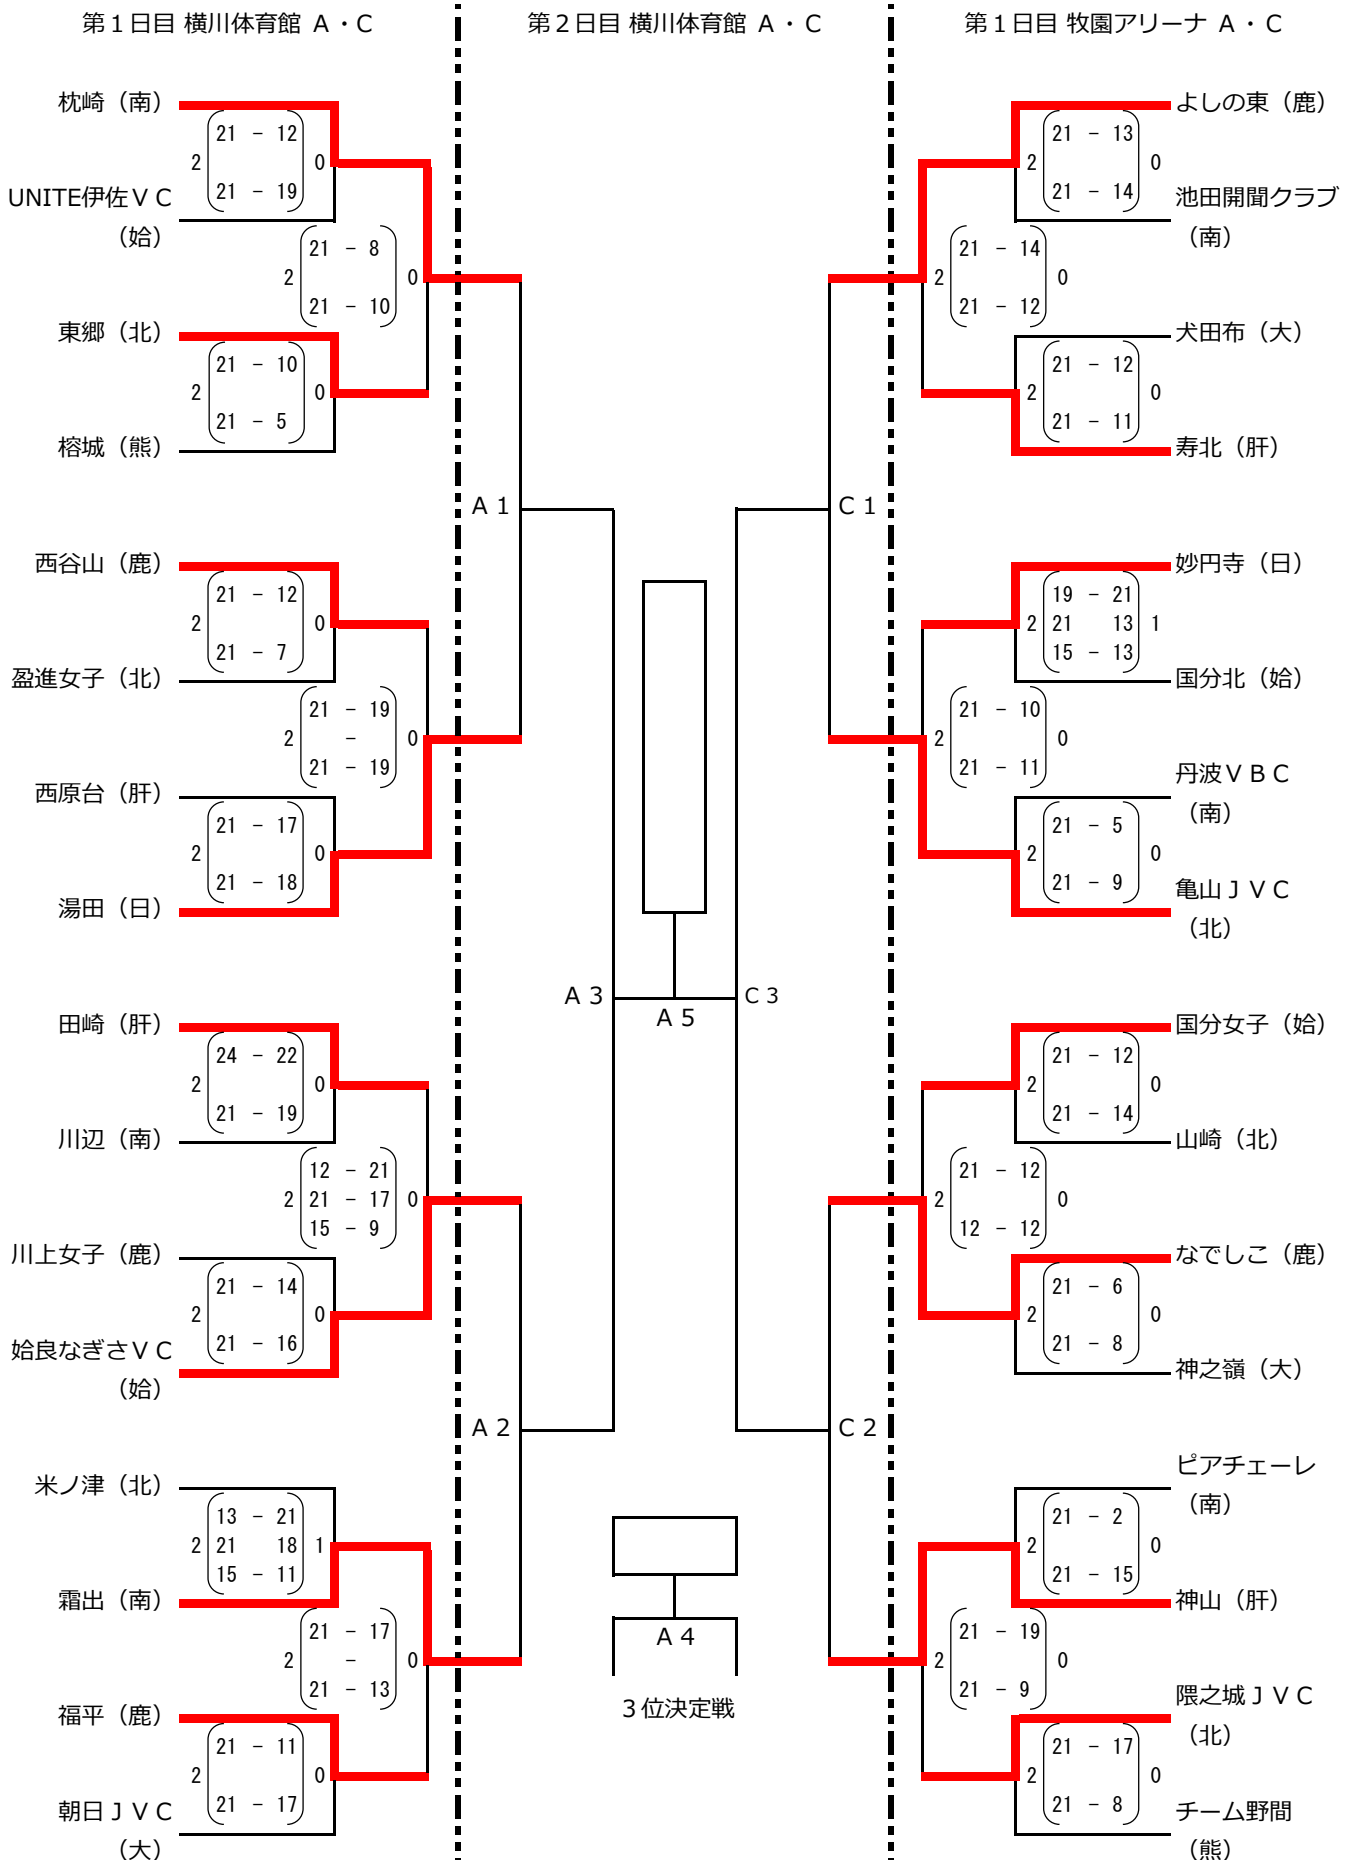 第１日目 横川体育館 Ａ・Ｃ
第２日目 横川体育館 Ａ・Ｃ
第１日目 牧園アリーナ Ａ・Ｃ
枕崎（南）
21 － 12
2 0
21 － 19
UNITE伊佐ＶＣ
（姶）
21 － 8
2 0
21 － 10
東郷（北）
21 － 10
2 0
21 － 5
榕城（熊）
Ａ１
西谷山（鹿）
21 － 12
2 0
21 － 7
盈進女子（北）
21 － 19
2 － 0
21 － 19
西原台（肝）
21 － 17
2 0
21 － 18
湯田（日）
Ａ３
田崎（肝）
24 － 22
2 0
21 － 19
川辺（南）
12 － 21
2 21 － 17 0
15 － 9
川上女子（鹿）
21 － 14
2 0
21 － 16
姶良なぎさＶＣ
（姶）
Ａ２
米ノ津（北）
13 － 21
2 21 18 1
15 － 11
霜出（南）
21 － 17
2 － 0
21 － 13
福平（鹿）
21 － 11
2 0
21 － 17
朝日ＪＶＣ
（大）
Ａ５
Ａ４
３位決定戦
よしの東（鹿）
21 － 13
2 0
21 － 14
池田開聞クラブ
（南）
21 － 14
2 0
21 － 12
犬田布（大）
21 － 12
2 0
21 － 11
寿北（肝）
Ｃ１
妙円寺（日）
19 － 21
2 21 13 1
15 － 13
国分北（姶）
21 － 10
2 0
21 － 11
丹波ＶＢＣ
（南）
21 － 5
2 0
21 － 9
亀山ＪＶＣ
（北）
Ｃ３
国分女子（姶）
21 － 12
2 0
21 － 14
山崎（北）
21 － 12
2 0
12 － 12
なでしこ（鹿）
21 － 6
2 0
21 － 8
神之嶺（大）
Ｃ２
ピアチェーレ
（南）
21 － 2
2 0
21 － 15
神山（肝）
21 － 19
2 0
21 － 9
隈之城ＪＶＣ
（北）
21 － 17
2 0
21 － 8
チーム野間
（熊）